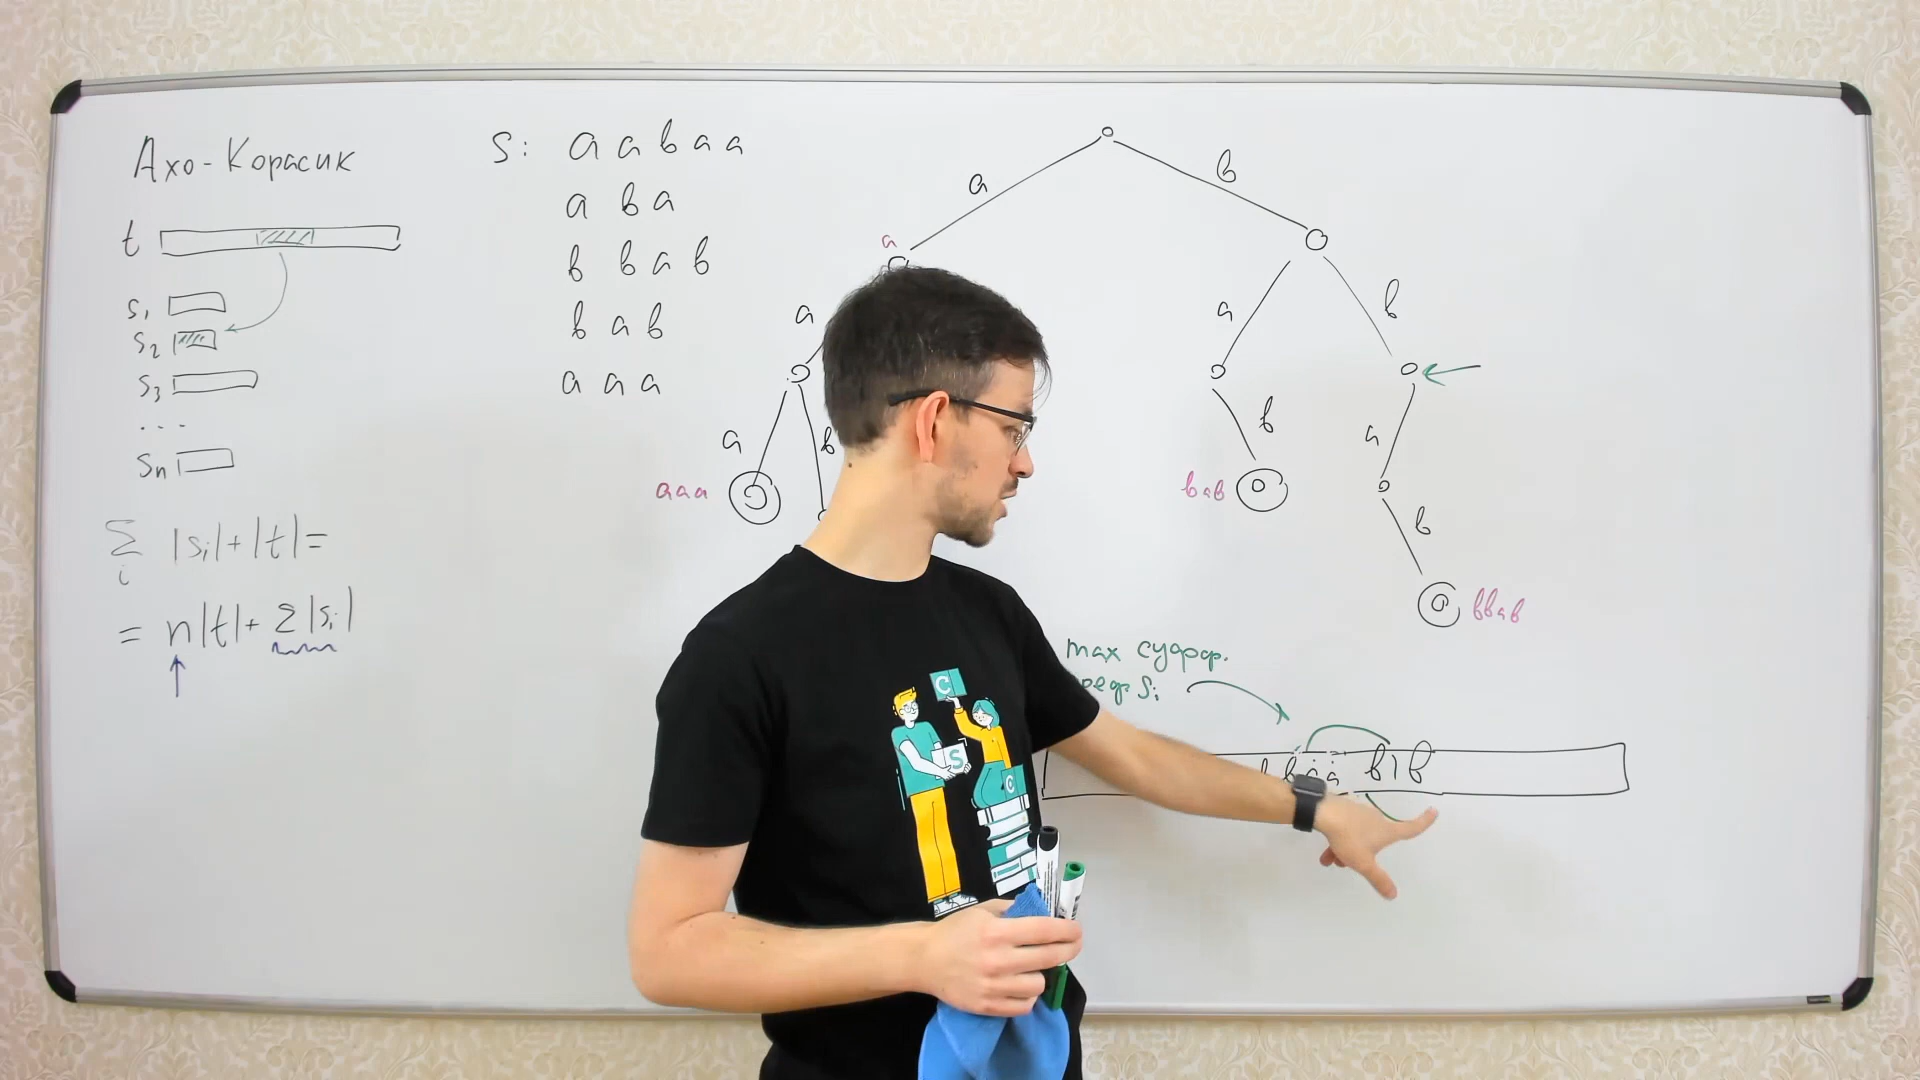 Ахо-Корасик
t
s₁
s₂
s₃
...
sₙ
Σ |sᵢ|+|t|=
i
= n|t|+ Σ|sᵢ|
S: a a b a a
a b a
b b a b
b a b
a a a
a b
a
a a b
a b a b
aaa bab b
bbab
max суфф.
преф Sᵢ
b b a a b b
C
S
C